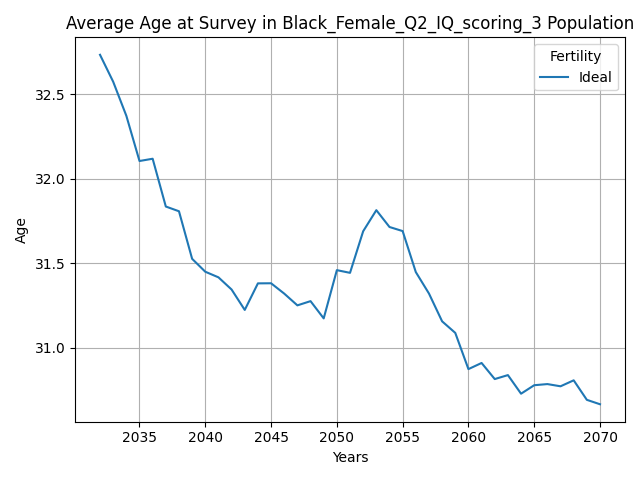 Average Age at Survey in Black_Female_Q2_IQ_scoring_3 Population
Fertility
Ideal
32.5
32.0
31.5
31.0
Age
2035 2040 2045 2050 2055 2060 2065 2070
Years